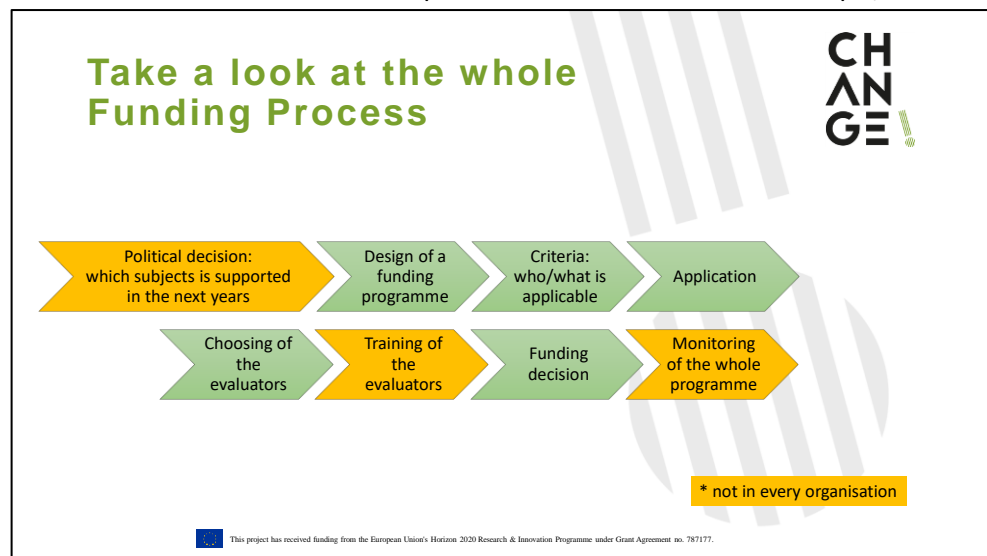 Take a look at the whole
Funding Process
CH
ANGE!
Political decision:
which subjects is supported
in the next years
Design of a
funding
programme
Criteria:
who/what is
applicable
Application
Choosing of
the
evaluators
Training of
the
evaluators
Funding
decision
Monitoring
of the whole
programme
* not in every organisation
This project has received funding from the European Union's Horizon 2020 Research & Innovation Programme under Grant Agreement no. 787177.